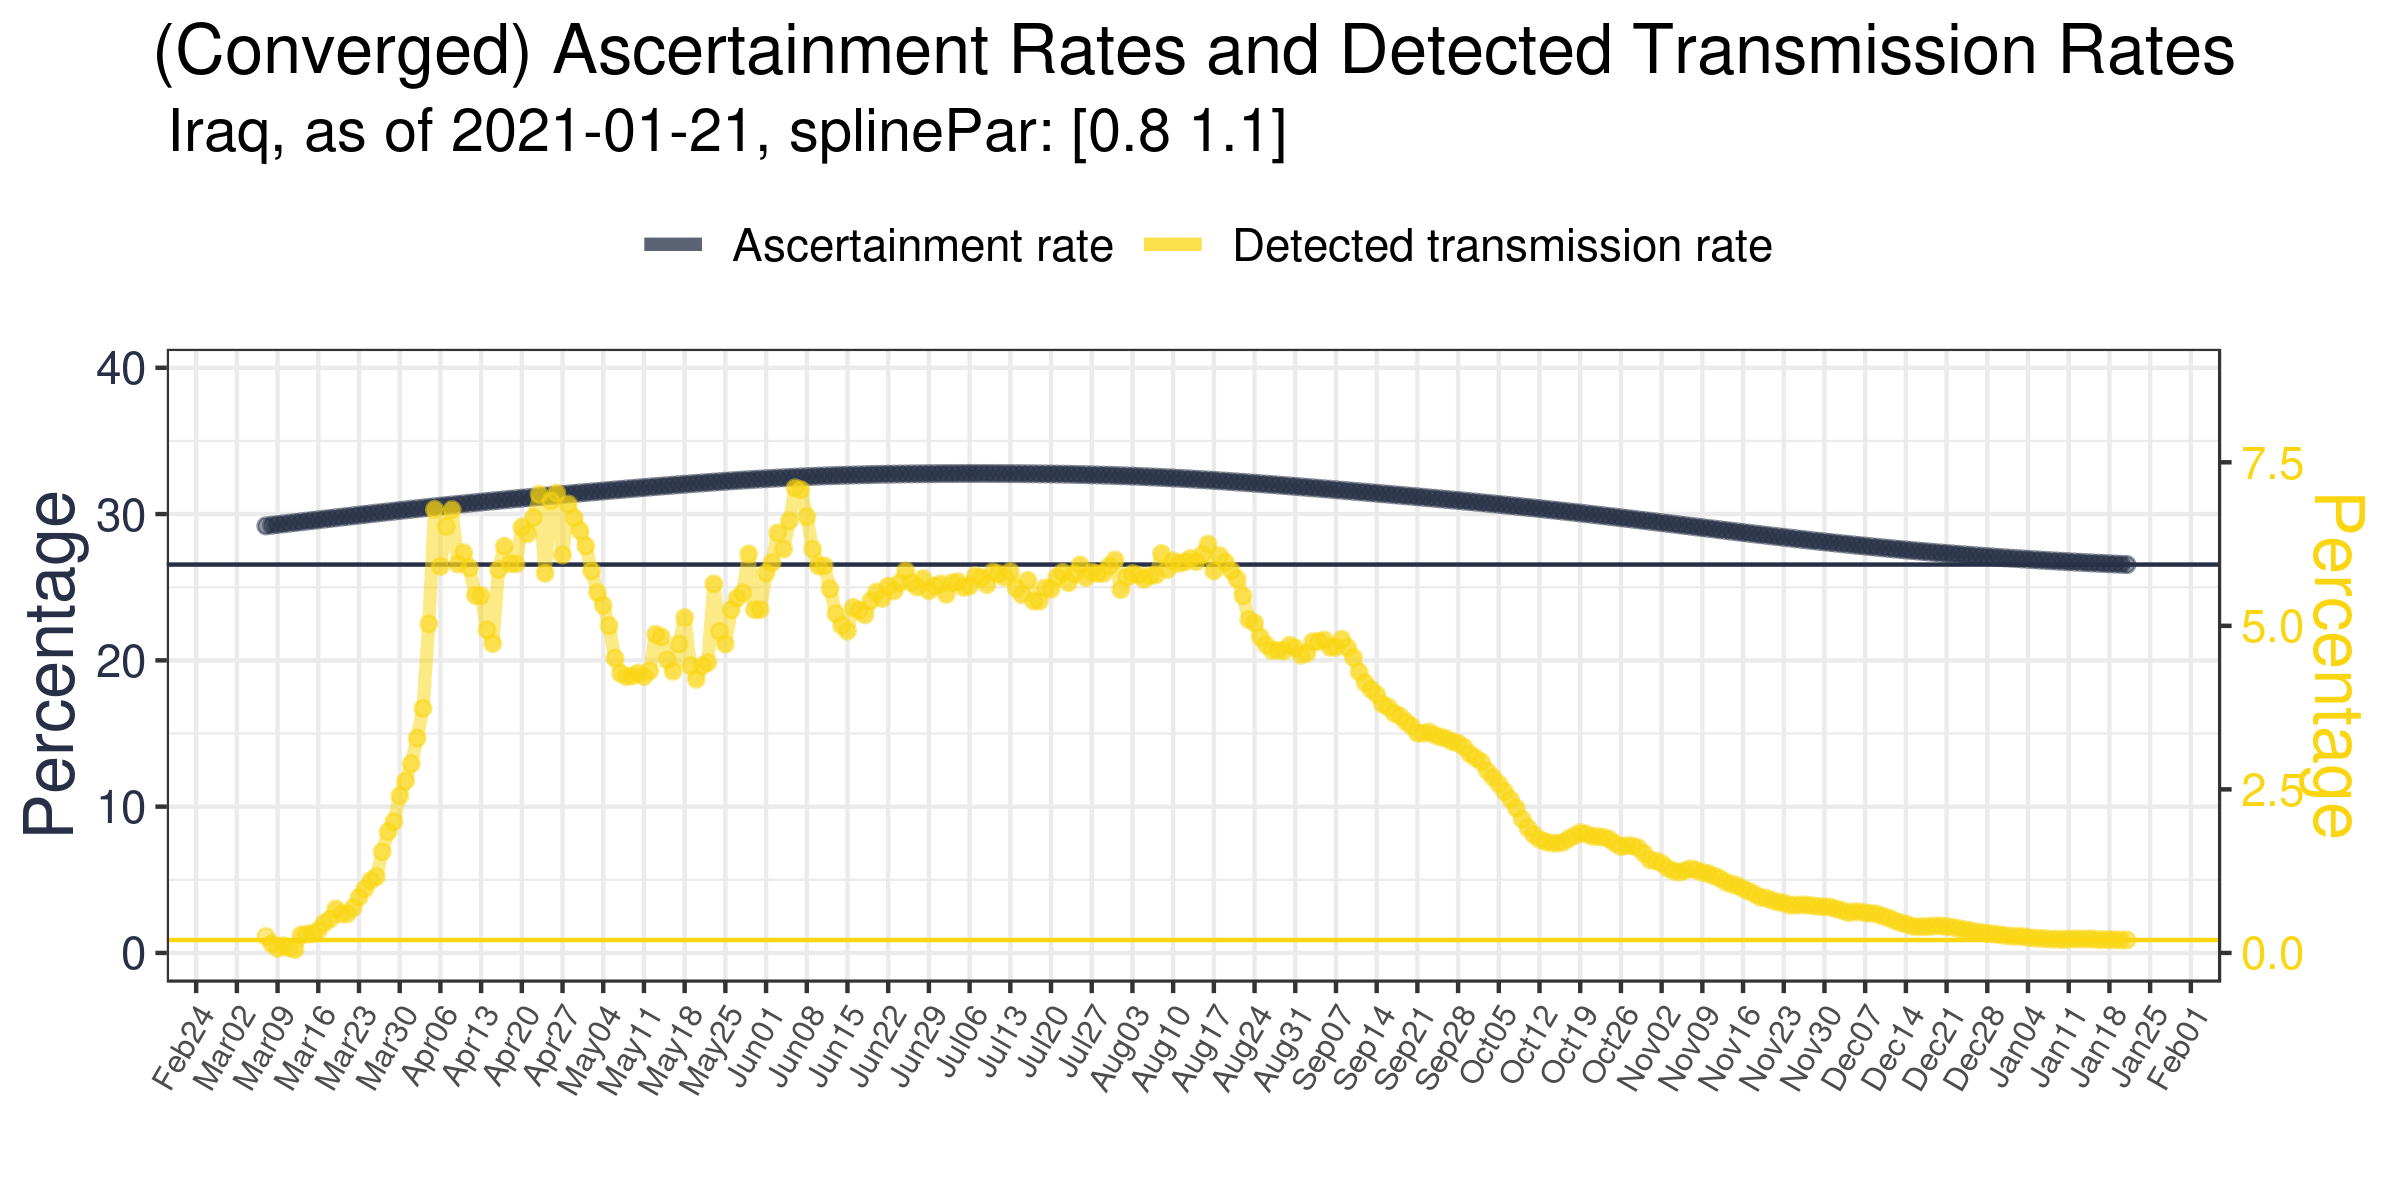 (Converged) Ascertainment Rates and Detected Transmission Rates
Iraq, as of 2021-01-21, splinePar: [0.8 1.1]
Ascertainment rate
Detected transmission rate
Percentage
40
30
20
10
0
7.5
5.0
2.5
0.0
Percentage
Feb24
Mar02
Mar09
Mar16
Mar23
Mar30
Apr06
Apr13
Apr20
Apr27
May04
May11
May18
May25
Jun01
Jun08
Jun15
Jun22
Jun29
Jul06
Jul13
Jul20
Jul27
Aug03
Aug10
Aug17
Aug24
Aug31
Sep07
Sep14
Sep21
Sep28
Oct05
Oct12
Oct19
Oct26
Nov02
Nov09
Nov16
Nov23
Nov30
Dec07
Dec14
Dec21
Dec28
Jan04
Jan11
Jan18
Jan25
Feb01